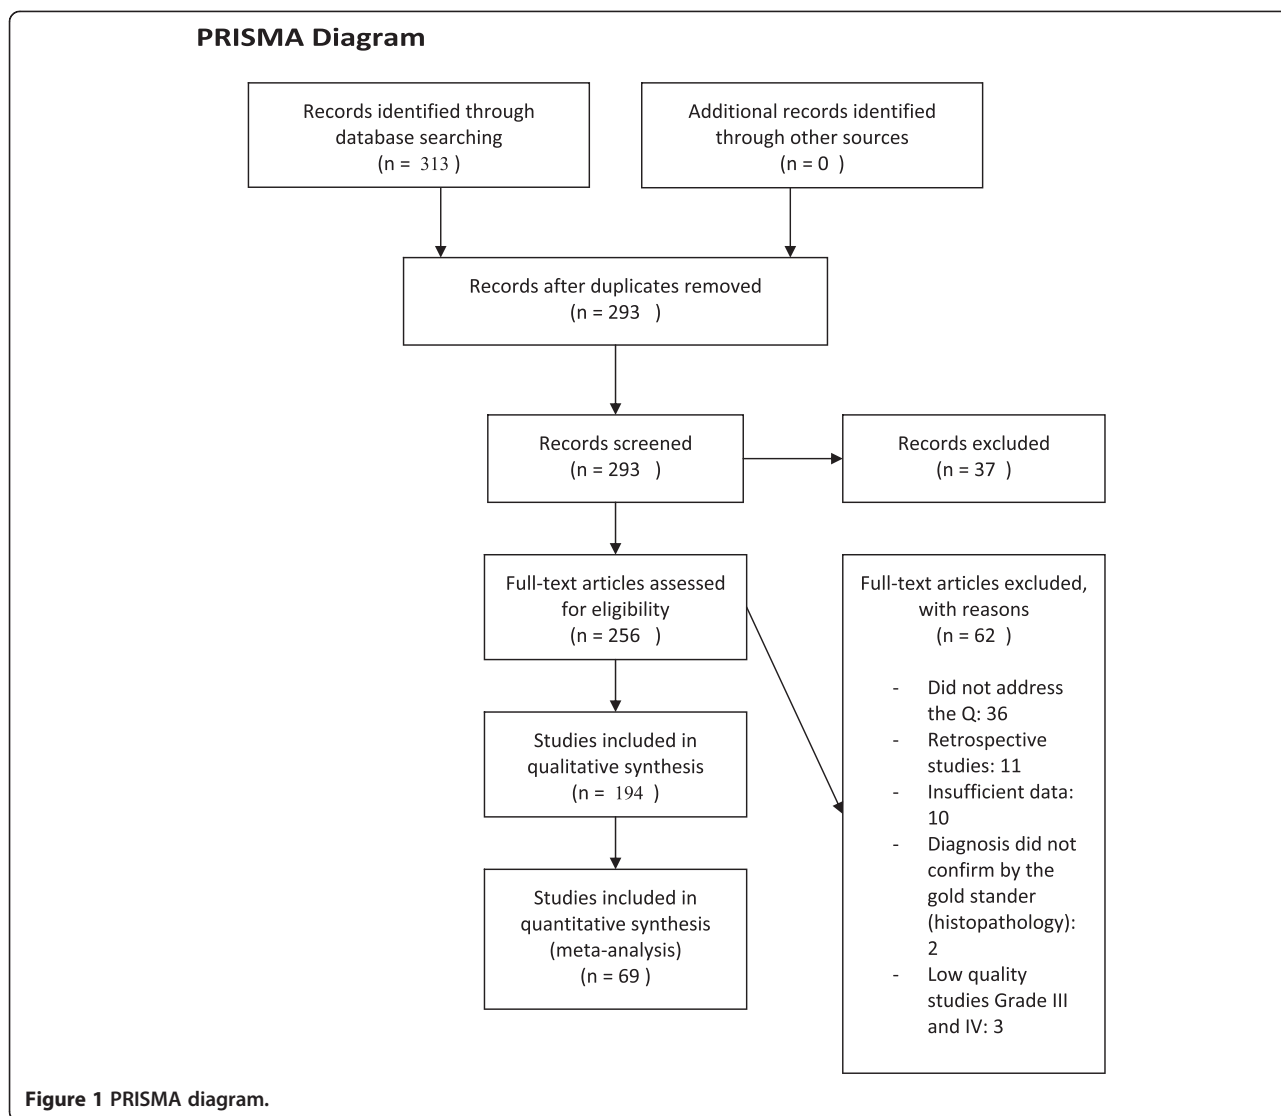 PRISMA Diagram
Records identified through
database searching
(n = 313 )
Additional records identified
through other sources
(n = 0 )
Records after duplicates removed
(n = 293 )
Records screened
(n = 293 )
Records excluded
(n = 37 )
Full-text articles assessed
for eligibility
(n = 256 )
Full-text articles excluded,
with reasons
(n = 62 )
- Did not address
the Q: 36
- Retrospective
studies: 11
- Insufficient data:
10
- Diagnosis did not
confirm by the
gold stander
(histopathology):
2
- Low quality
studies Grade III
and IV: 3
Studies included in
qualitative synthesis
(n = 194 )
Studies included in
quantitative synthesis
(meta-analysis)
(n = 69 )
Figure 1 PRISMA diagram.